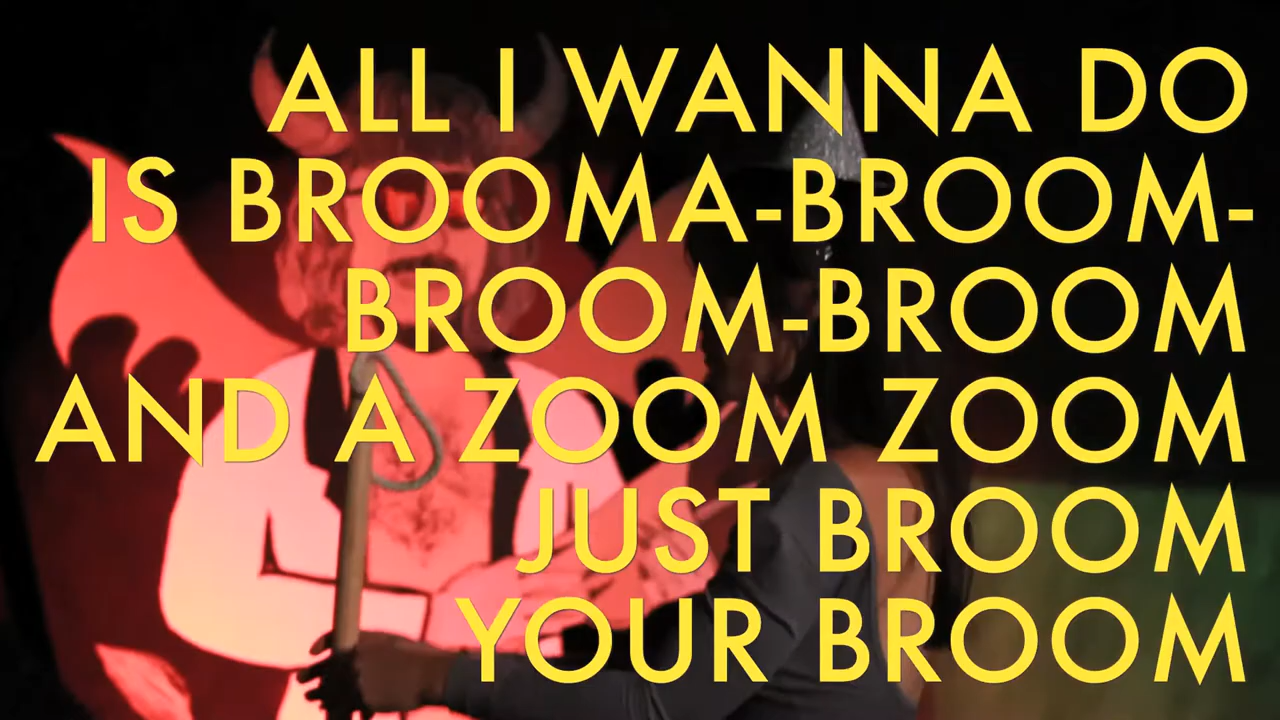 ALL I WANNA DO
IS BROOMA-BROOM-
BROOM-BROOM
AND A ZOOM ZOOM
JUST BROOM
YOUR BROOM